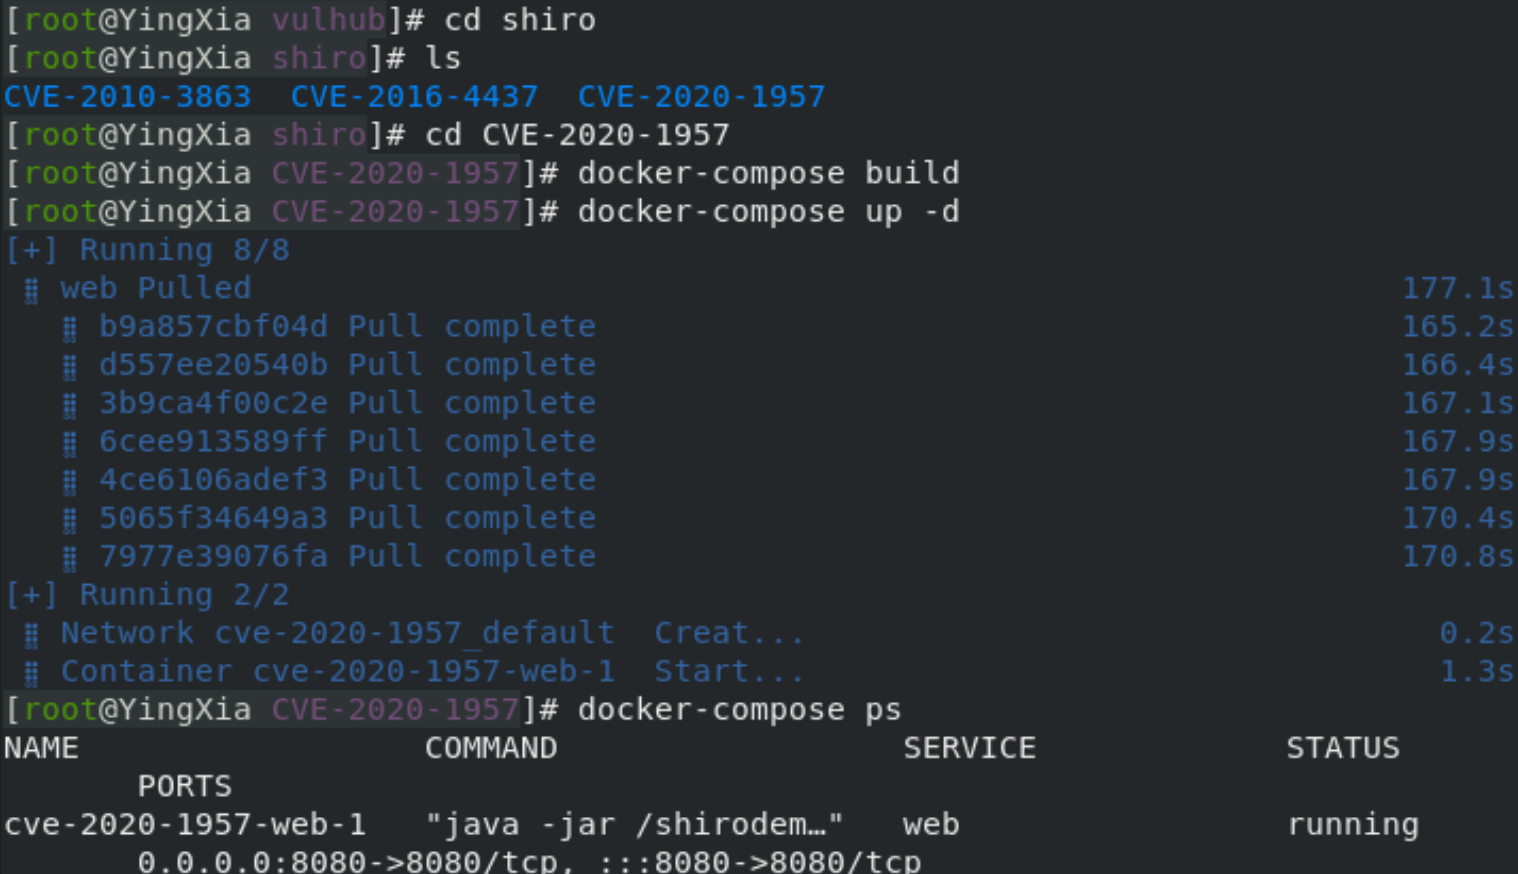 [root@YingXia vulhub]# cd shiro
[root@YingXia shiro]# ls
CVE-2010-3863  CVE-2016-4437  CVE-2020-1957
[root@YingXia shiro]# cd CVE-2020-1957
[root@YingXia CVE-2020-1957]# docker-compose build
[root@YingXia CVE-2020-1957]# docker-compose up -d
[+] Running 8/8
⣿ web Pulled 177.1s
⣿ b9a857cbf04d Pull complete 165.2s
⣿ d557ee20540b Pull complete 166.4s
⣿ 3b9ca4f00c2e Pull complete 167.1s
⣿ 6cee913589ff Pull complete 167.9s
⣿ 4ce6106adef3 Pull complete 167.9s
⣿ 5065f34649a3 Pull complete 170.4s
⣿ 7977e39076fa Pull complete 170.8s
[+] Running 2/2
⣿ Network cve-2020-1957_default  Creat... 0.2s
⣿ Container cve-2020-1957-web-1  Start... 1.3s
[root@YingXia CVE-2020-1957]# docker-compose ps
NAME COMMAND SERVICE STATUS
PORTS
cve-2020-1957-web-1 "java -jar /shirodem…" web running
0.0.0.0:8080->8080/tcp, :::8080->8080/tcp